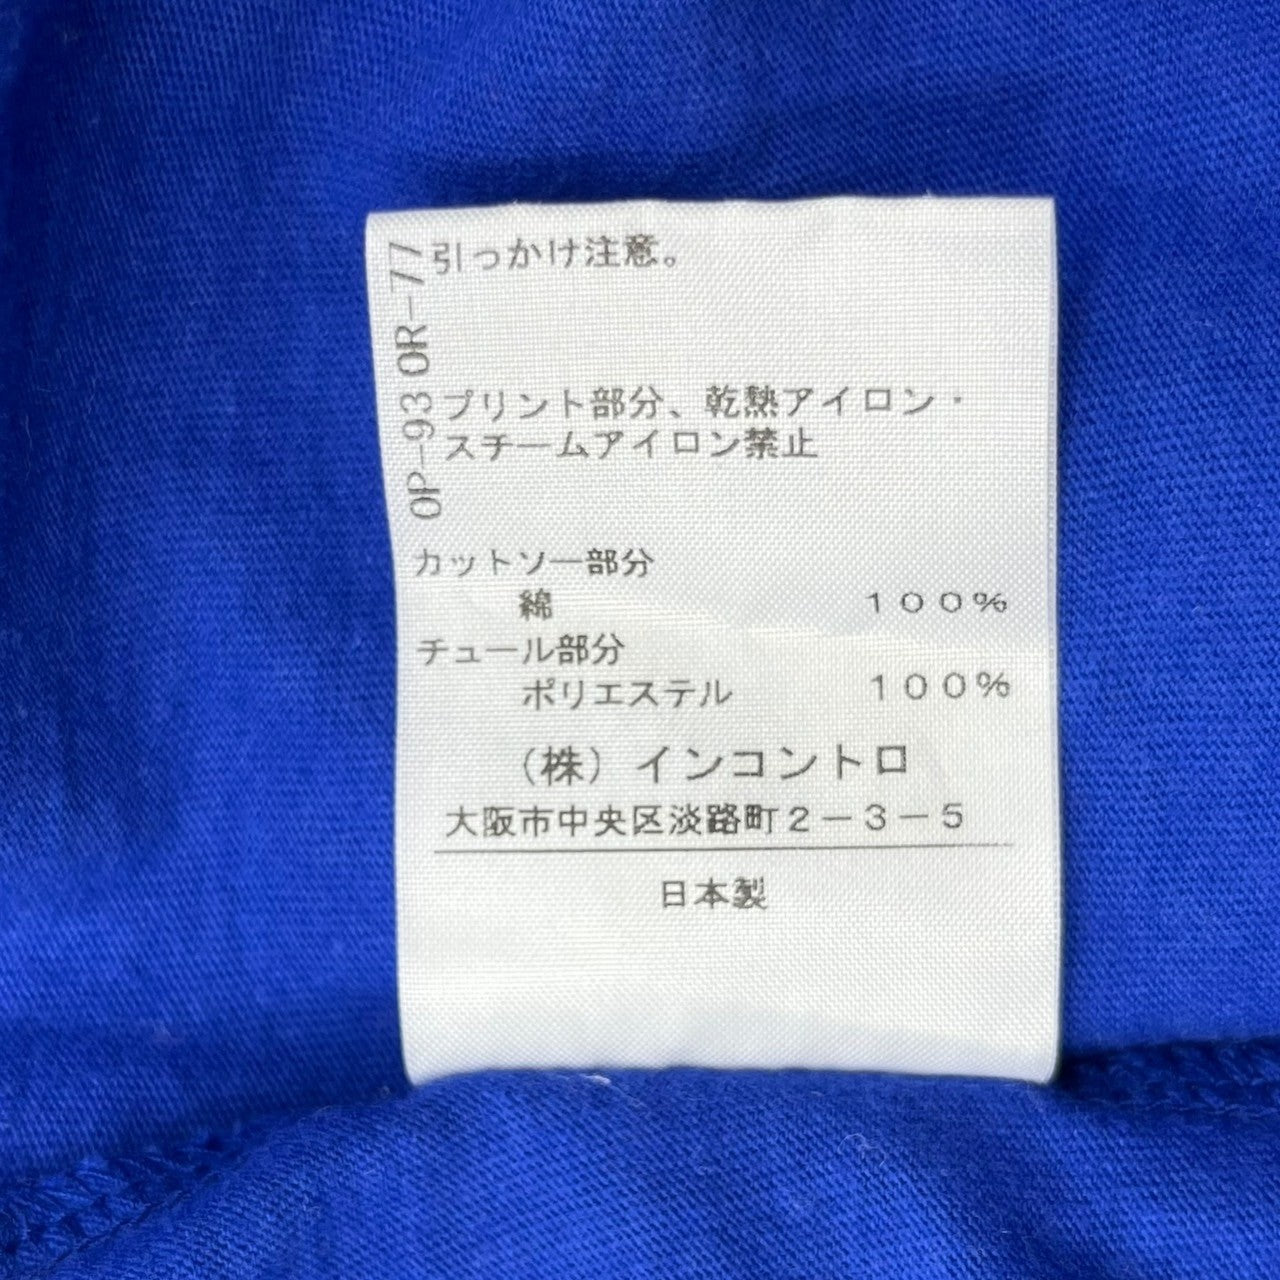 引っかけ注意。
OP-93 OR-77
プリント部分、乾熱アイロン・
スチームアイロン禁止
カットソー部分
綿 100%
チュール部分
ポリエステル 100%
(株)インコントロ
大阪市中央区淡路町2-3-5
日本製